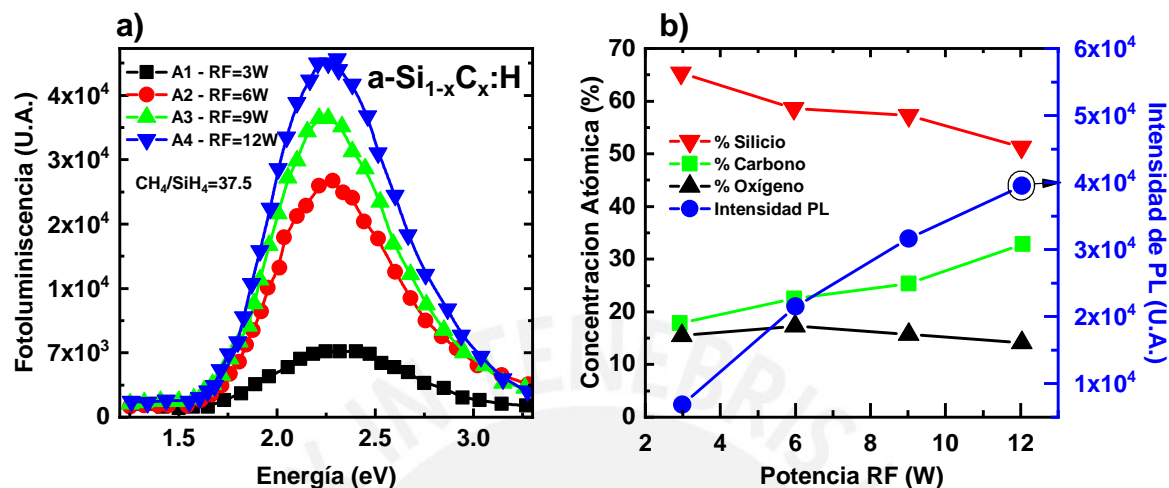 a)
a-Si1-xCx:H
A1 - RF=3W
A2 - RF=6W
A3 - RF=9W
A4 - RF=12W
CH4/SiH4=37.5
Fotoluminiscencia (U.A.)
4x10^4
3x10^4
2x10^4
1x10^4
7x10^3
0
1.5 2.0 2.5 3.0
Energía (eV)
b)
Concentracion Atómica (%)
70
60
50
40
30
20
10
0
% Silicio
% Carbono
% Oxígeno
Intensidad PL
2 4 6 8 10 12
Potencia RF (W)
6x10^4
5x10^4
4x10^4
3x10^4
2x10^4
1x10^4
Intensidad de PL (U.A.)
IN TENEBRIS